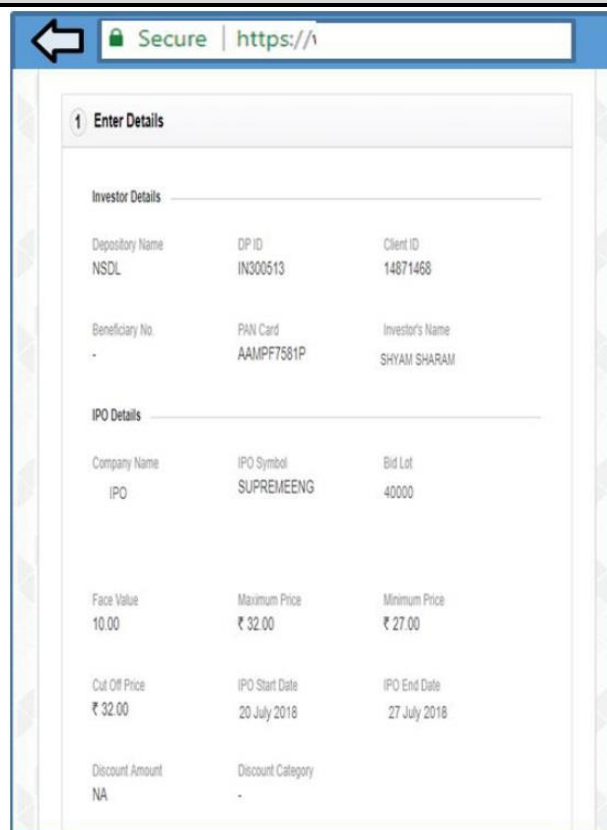 Secure | https://
1 Enter Details
Investor Details
Depository Name DP ID Client ID
NSDL IN300513 14871468
Beneficiary No. PAN Card Investor's Name
- AAMPF7581P SHYAM SHARAM
IPO Details
Company Name IPO Symbol Bid Lot
IPO SUPREMEENG 40000
Face Value Maximum Price Minimum Price
10.00 ₹ 32.00 ₹ 27.00
Cut Off Price IPO Start Date IPO End Date
₹ 32.00 20 July 2018 27 July 2018
Discount Amount Discount Category
NA -